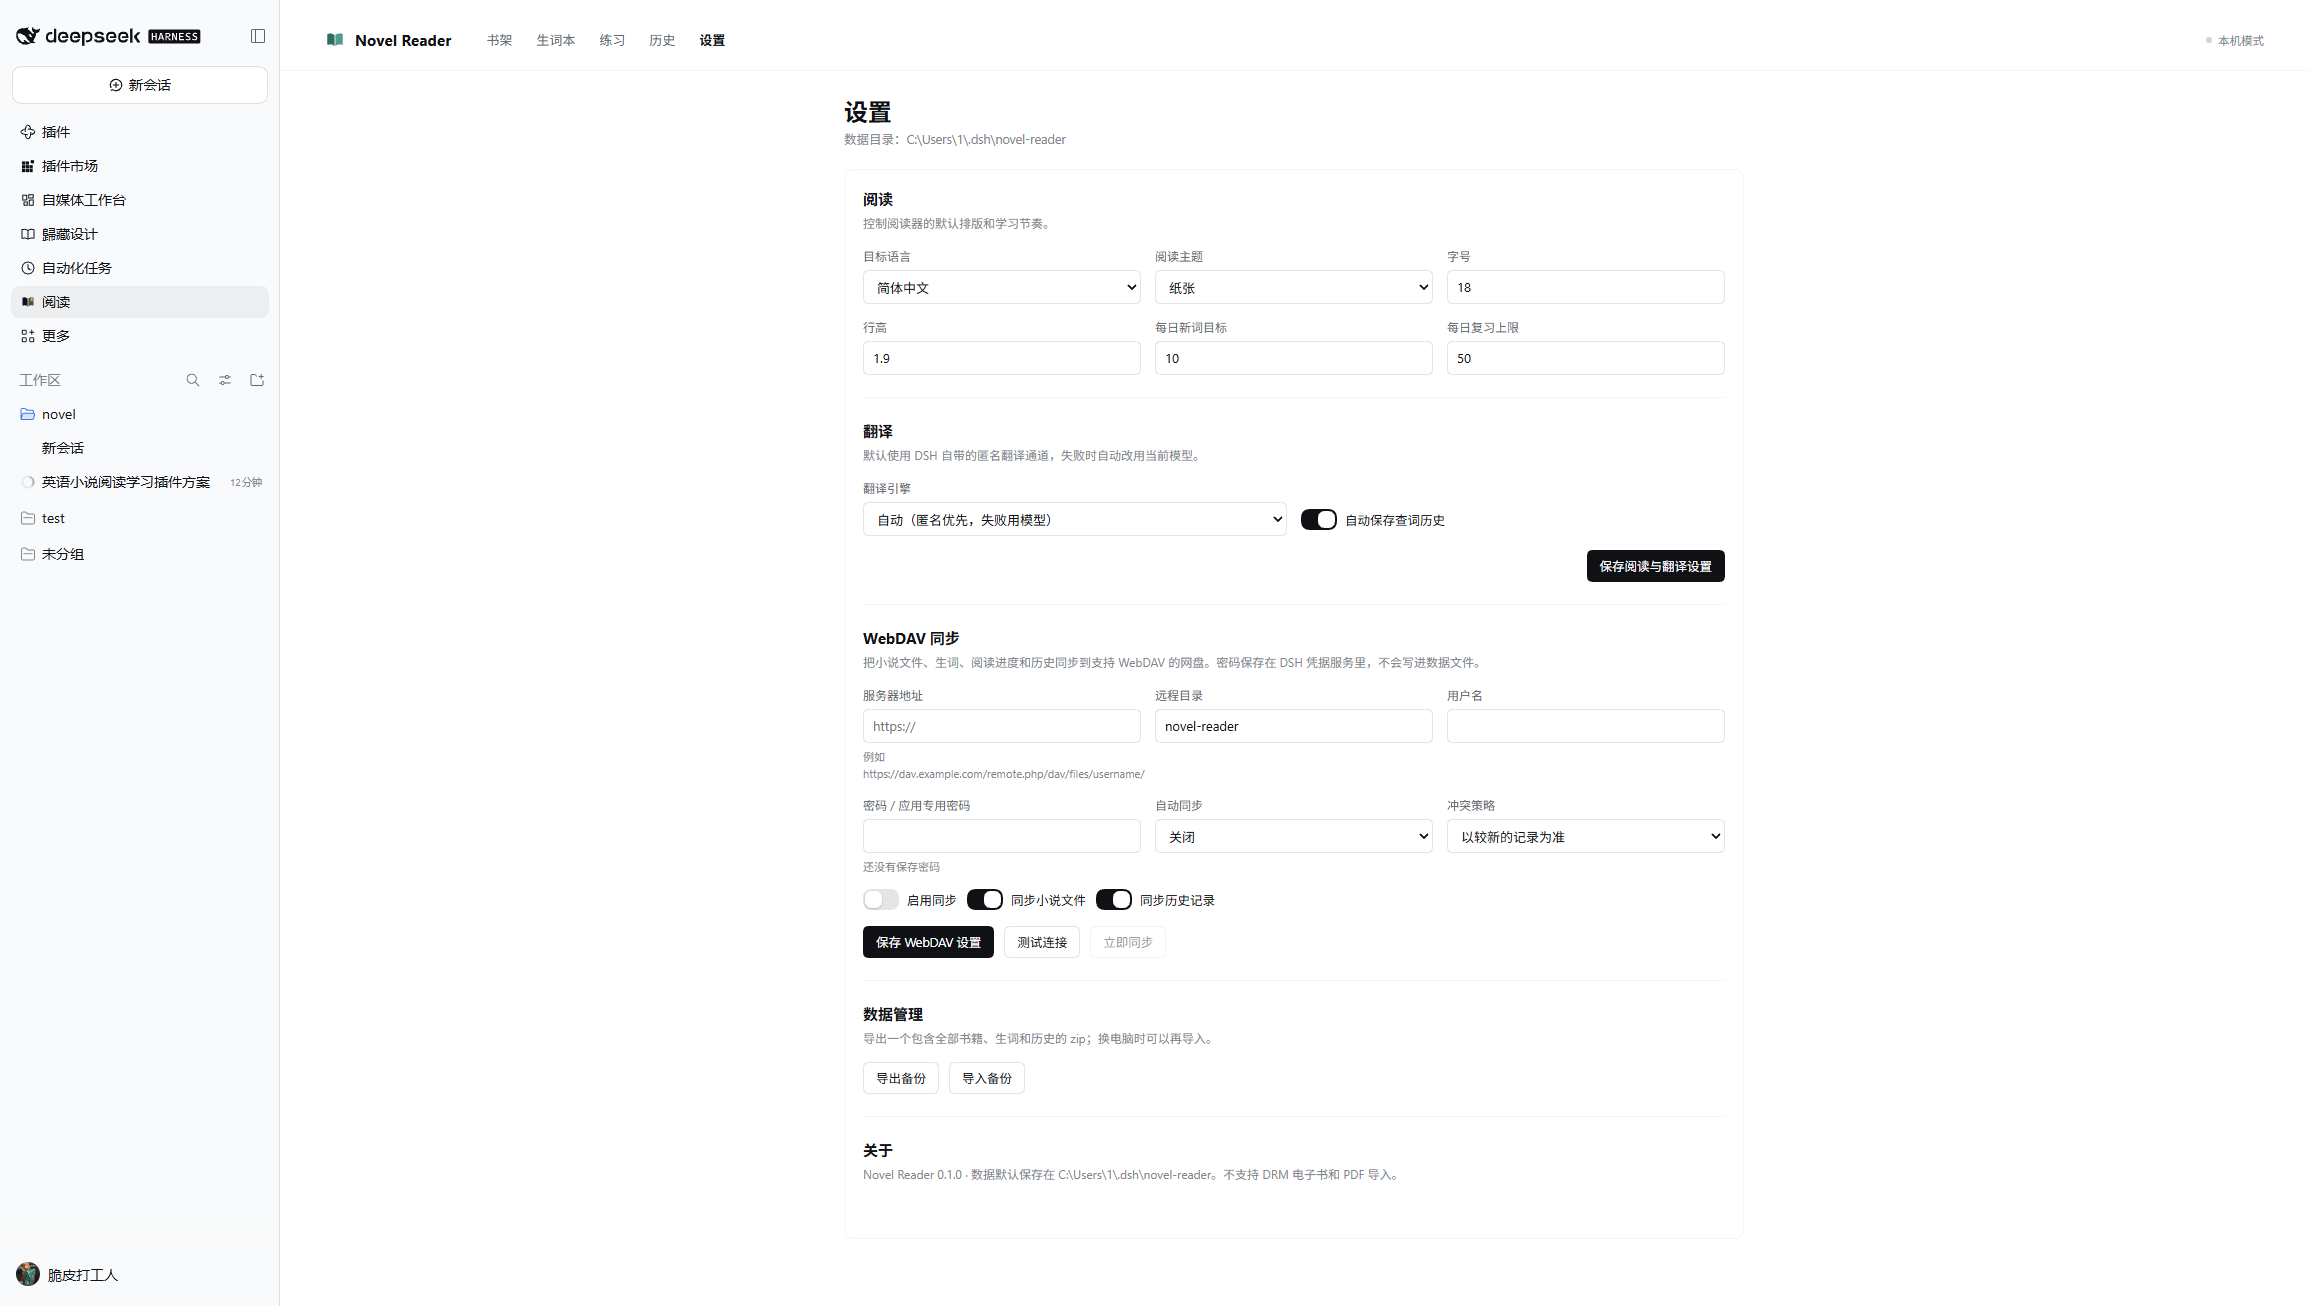 deepseek HARNESS
新会话
插件
插件市场
自媒体工作台
歸藏设计
自动化任务
阅读
更多
工作区
novel
新会话
英语小说阅读学习插件方案 12分钟
test
未分组
脆皮打工人
Novel Reader 书架 生词本 练习 历史 设置 本机模式
设置
数据目录：C:\Users\1\.dsh\novel-reader
阅读
控制阅读器的默认排版和学习节奏。
目标语言 阅读主题 字号
简体中文 纸张 18
行高 每日新词目标 每日复习上限
1.9 10 50
翻译
默认使用 DSH 自带的匿名翻译通道，失败时自动改用当前模型。
翻译引擎
自动（匿名优先，失败用模型） 自动保存查词历史
保存阅读与翻译设置
WebDAV 同步
把小说文件、生词、阅读进度和历史同步到支持 WebDAV 的网盘。密码保存在 DSH 凭据服务里，不会写进数据文件。
服务器地址 远程目录 用户名
https:// novel-reader
例如
https://dav.example.com/remote.php/dav/files/username/
密码 / 应用专用密码 自动同步 冲突策略
关闭 以较新的记录为准
还没有保存密码
启用同步 同步小说文件 同步历史记录
保存 WebDAV 设置 测试连接 立即同步
数据管理
导出一个包含全部书籍、生词和历史的 zip；换电脑时可以再导入。
导出备份 导入备份
关于
Novel Reader 0.1.0 · 数据默认保存在 C:\Users\1\.dsh\novel-reader。不支持 DRM 电子书和 PDF 导入。